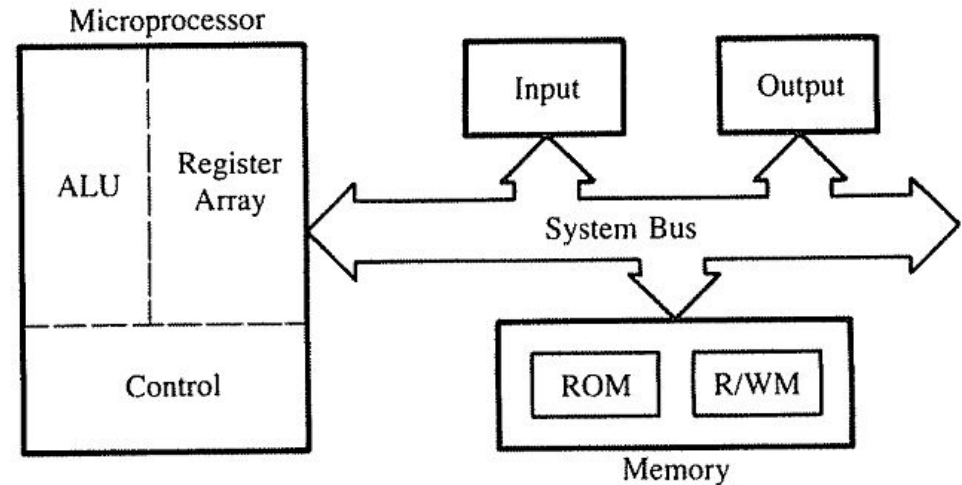 Microprocessor
ALU
Register
Array
Control
Input
Output
System Bus
ROM
R/WM
Memory